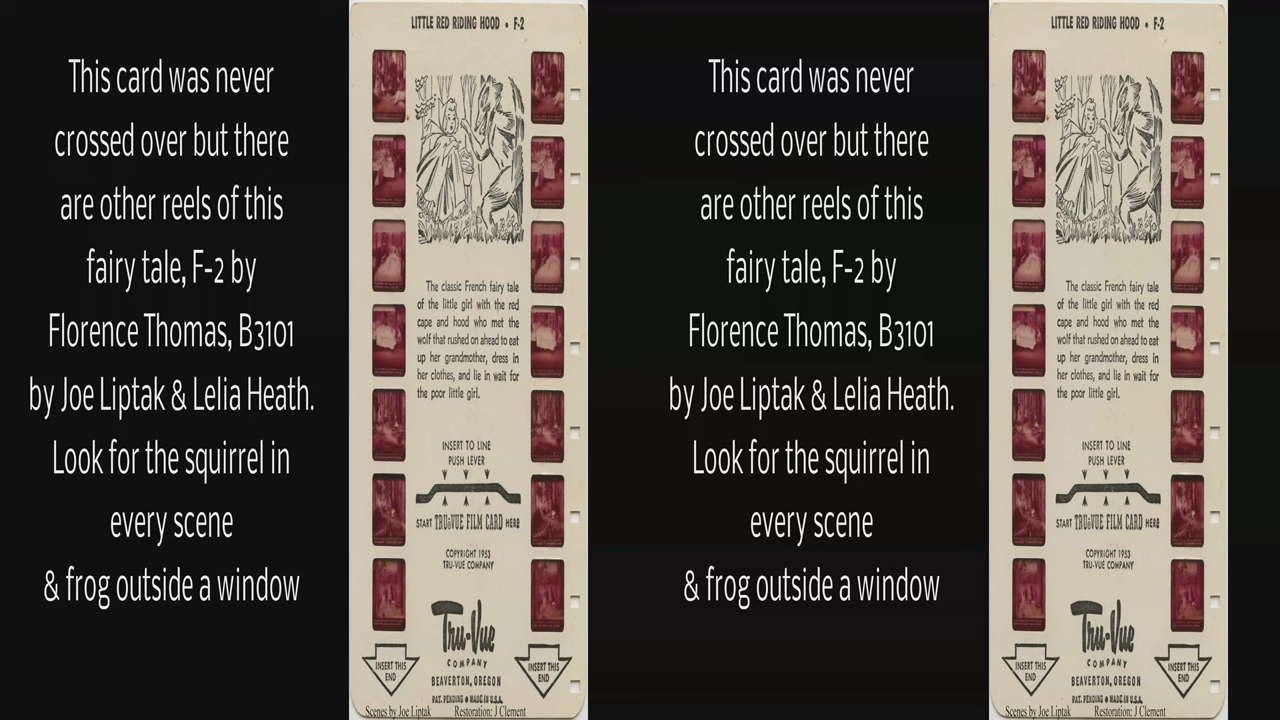 This card was never
crossed over but there
are other reels of this
fairy tale, F-2 by
Florence Thomas, B3101
by Joe Liptak & Lelia Heath.
Look for the squirrel in
every scene
& frog outside a window
LITTLE RED RIDING HOOD • F-2
The classic French fairy tale
of the little girl with the red
cape and hood who met the
wolf that rushed on ahead to eat
up her grandmother, dress in
her clothes, and lie in wait for
the poor little girl.
INSERT TO LINE
PUSH LEVER
START TRU-VUE FILM CARD HERE
COPYRIGHT 1953
TRU-VUE COMPANY
Tru-Vue
COMPANY
INSERT THIS
END
INSERT THIS
END
BEAVERTON, OREGON
PAT. PENDING • MADE IN U.S.A.
Scenes by Joe Liptak Restoration: J Clement
This card was never
crossed over but there
are other reels of this
fairy tale, F-2 by
Florence Thomas, B3101
by Joe Liptak & Lelia Heath.
Look for the squirrel in
every scene
& frog outside a window
LITTLE RED RIDING HOOD • F-2
The classic French fairy tale
of the little girl with the red
cape and hood who met the
wolf that rushed on ahead to eat
up her grandmother, dress in
her clothes, and lie in wait for
the poor little girl.
INSERT TO LINE
PUSH LEVER
START TRU-VUE FILM CARD HERE
COPYRIGHT 1953
TRU-VUE COMPANY
Tru-Vue
COMPANY
INSERT THIS
END
INSERT THIS
END
BEAVERTON, OREGON
PAT. PENDING • MADE IN U.S.A.
Scenes by Joe Liptak Restoration: J Clement